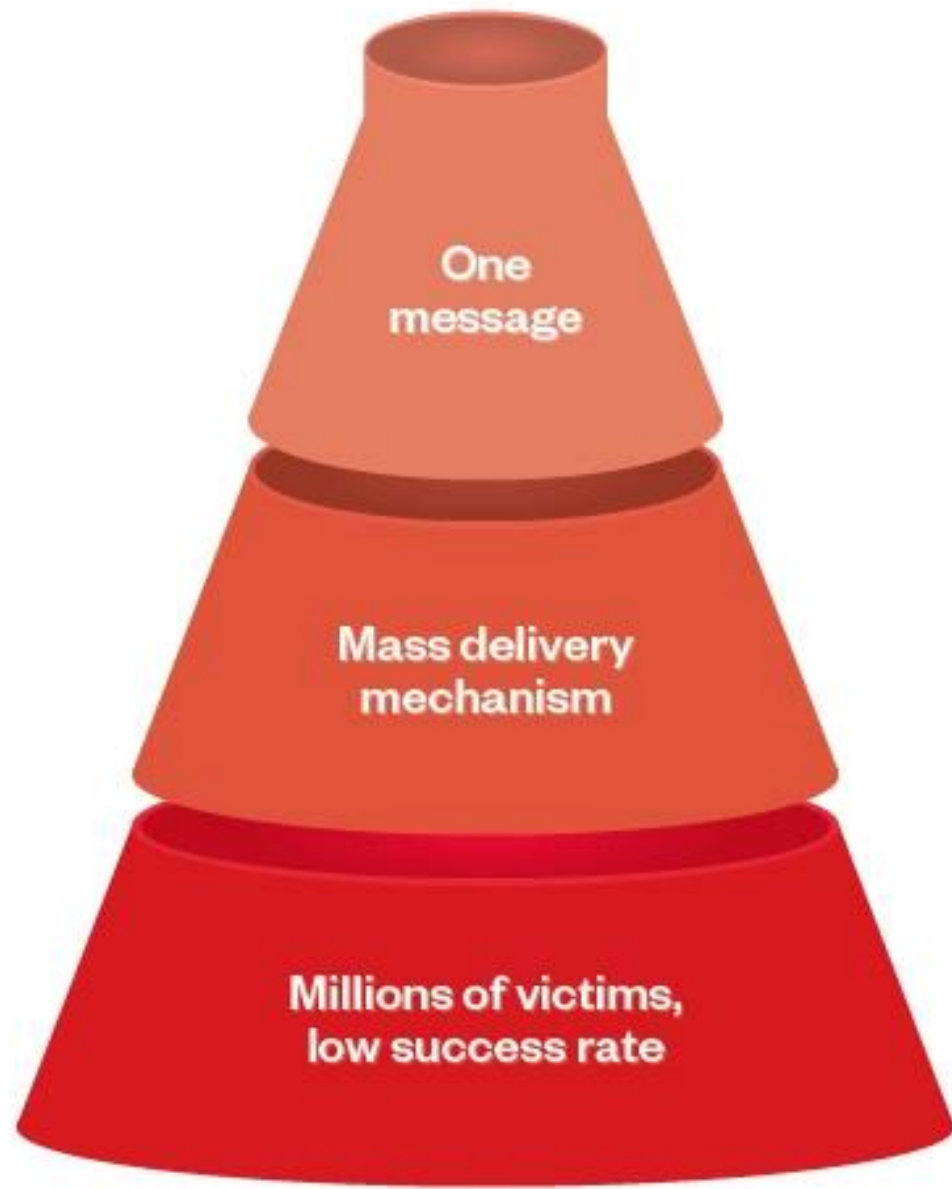 One
message
Mass delivery
mechanism
Millions of victims,
low success rate